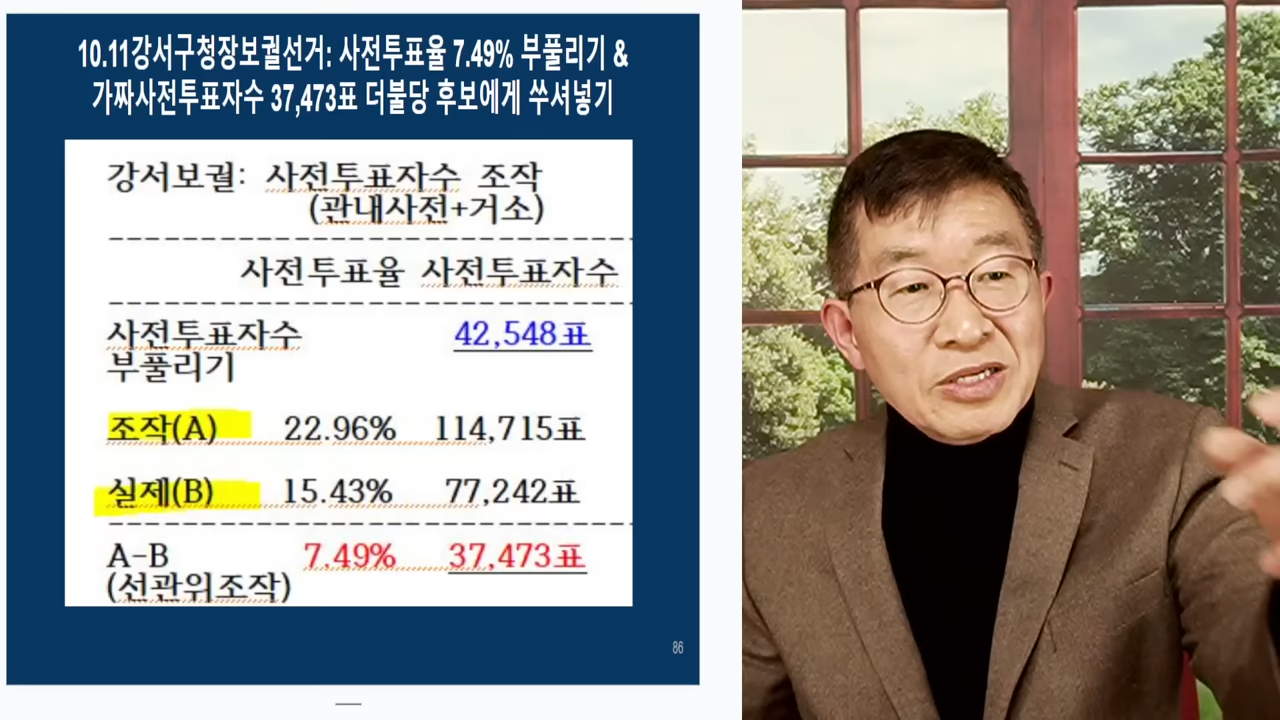 10.11강서구청장보궐선거: 사전투표율 7.49% 부풀리기 &
가짜사전투표자수 37,473표 더불당 후보에게 쑤셔넣기
강서보궐: 사전투표자수 조작
(관내사전+거소)
사전투표율 사전투표자수
사전투표자수 42,548표
부풀리기
조작(A) 22.96% 114,715표
실제(B) 15.43% 77,242표
A-B 7.49% 37,473표
(선관위조작)
86